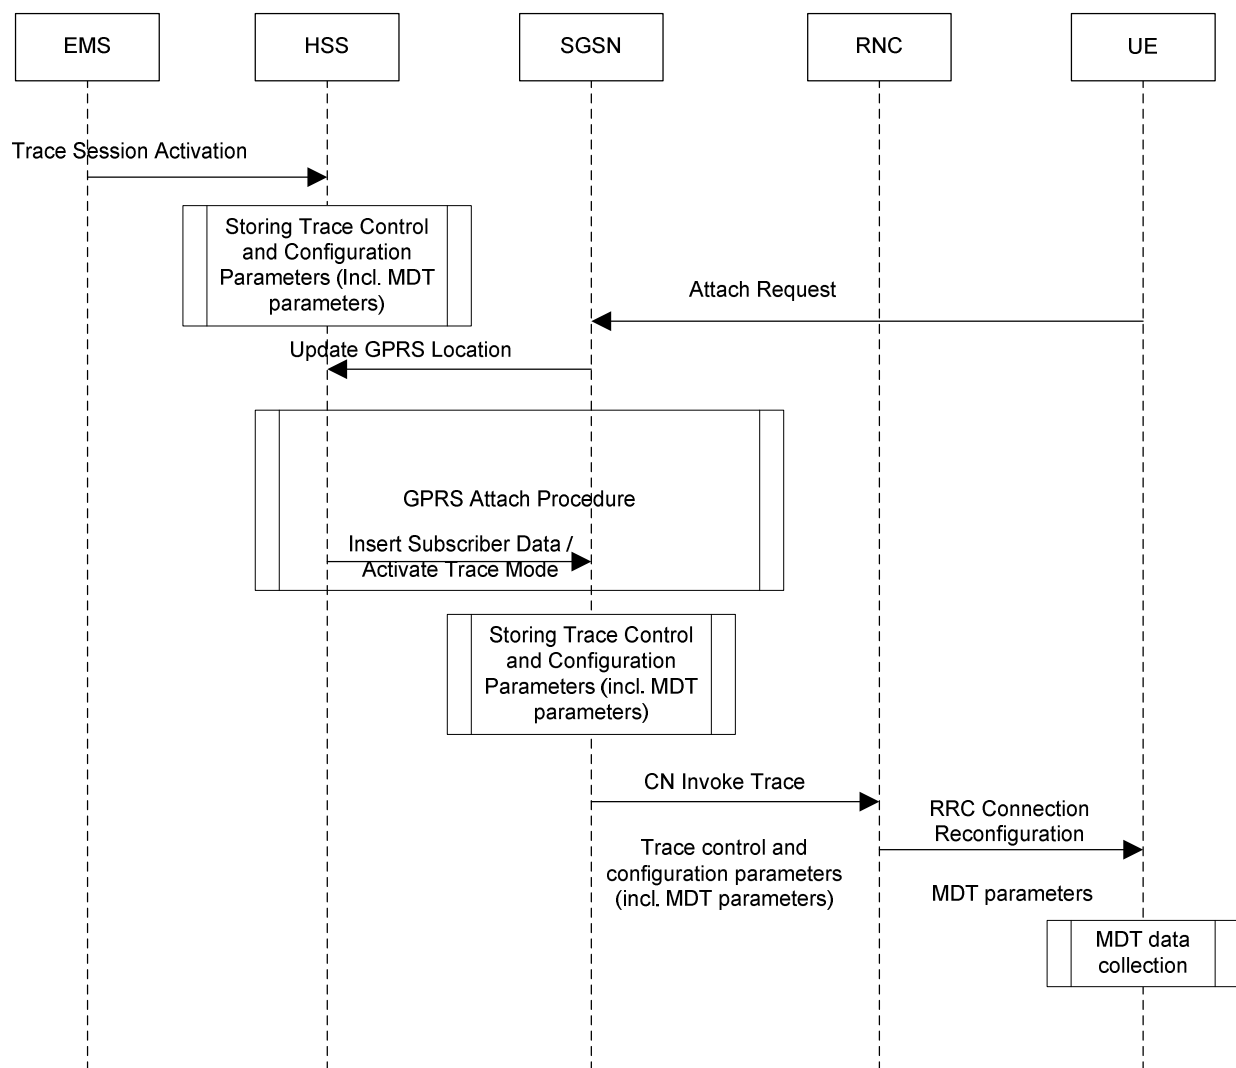 EMS
HSS
SGSN
RNC
UE
Trace Session Activation
Storing Trace Control
and Configuration
Parameters (Incl. MDT
parameters)
Attach Request
Update GPRS Location
GPRS Attach Procedure
Insert Subscriber Data /
Activate Trace Mode
Storing Trace Control
and Configuration
Parameters (incl. MDT
parameters)
CN Invoke Trace
RRC Connection
Reconfiguration
Trace control and
configuration parameters
(incl. MDT parameters)
MDT parameters
MDT data
collection